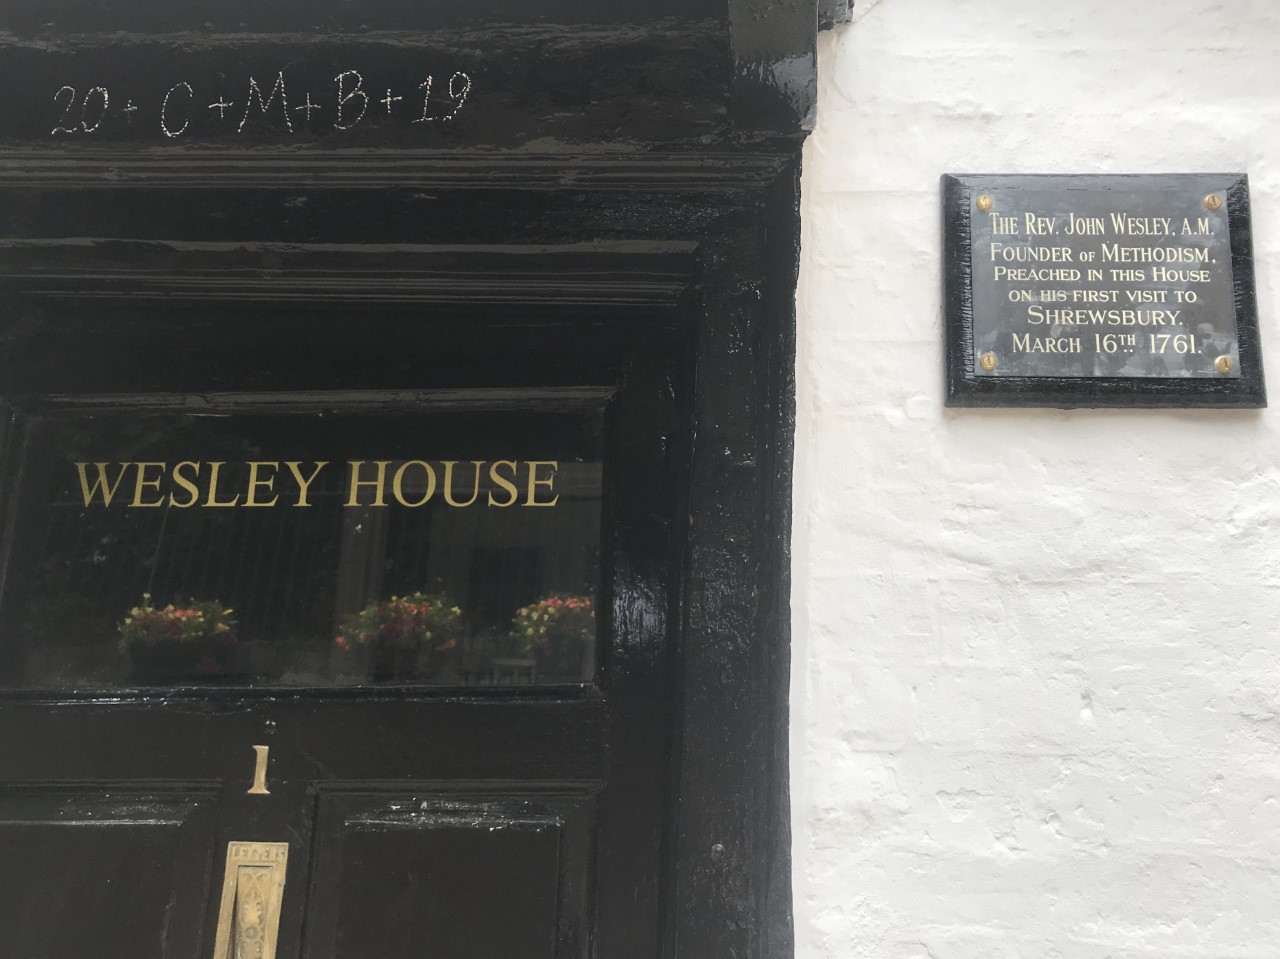 20+C+M+B+19
THE REV. JOHN WESLEY, A.M.
FOUNDER OF METHODISM,
PREACHED IN THIS HOUSE
ON HIS FIRST VISIT TO
SHREWSBURY.
MARCH 16TH 1761.
WESLEY HOUSE
1
LETTERS